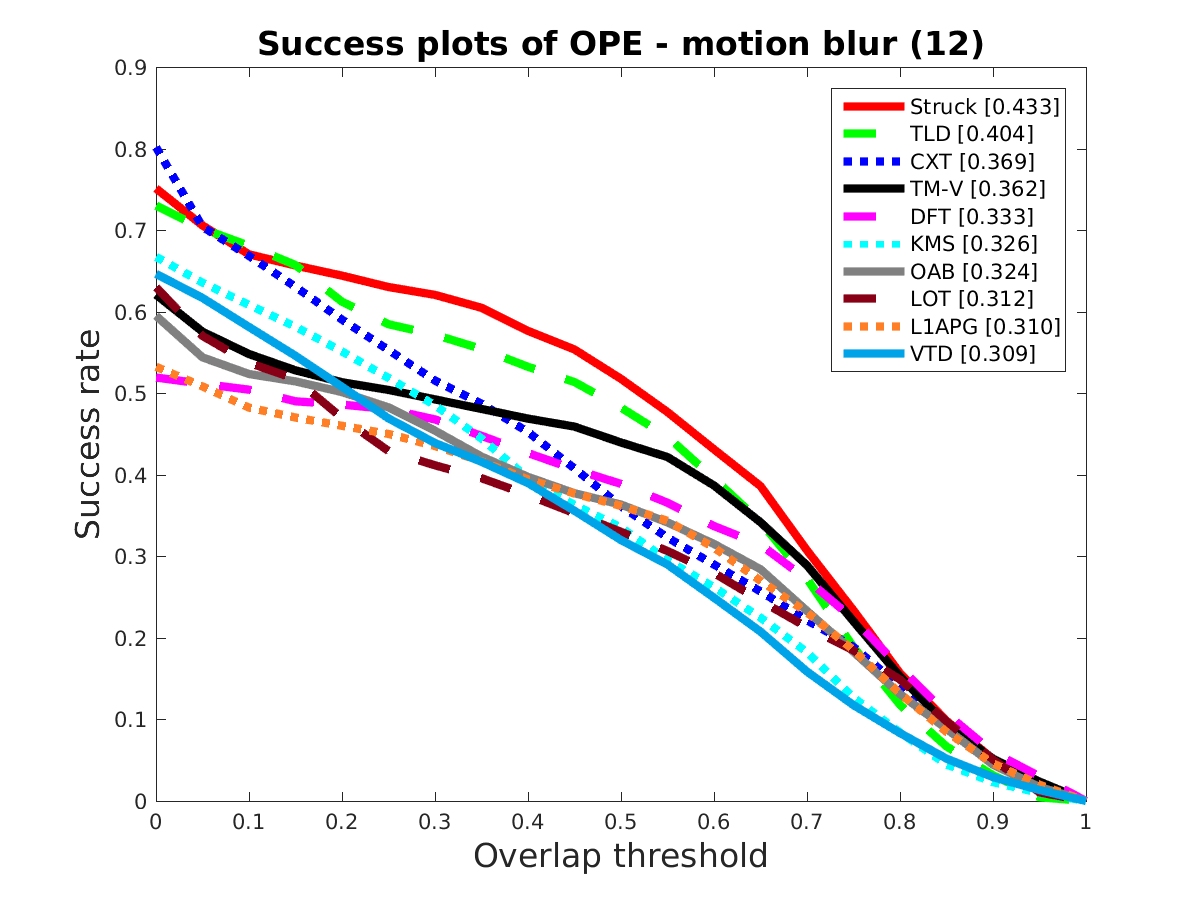 Success plots of OPE - motion blur (12)
0.9
0.8
0.7
0.6
0.5
0.4
0.3
0.2
0.1
0
Success rate
Struck [0.433]
TLD [0.404]
CXT [0.369]
TM-V [0.362]
DFT [0.333]
KMS [0.326]
OAB [0.324]
LOT [0.312]
L1APG [0.310]
VTD [0.309]
0 0.1 0.2 0.3 0.4 0.5 0.6 0.7 0.8 0.9 1
Overlap threshold